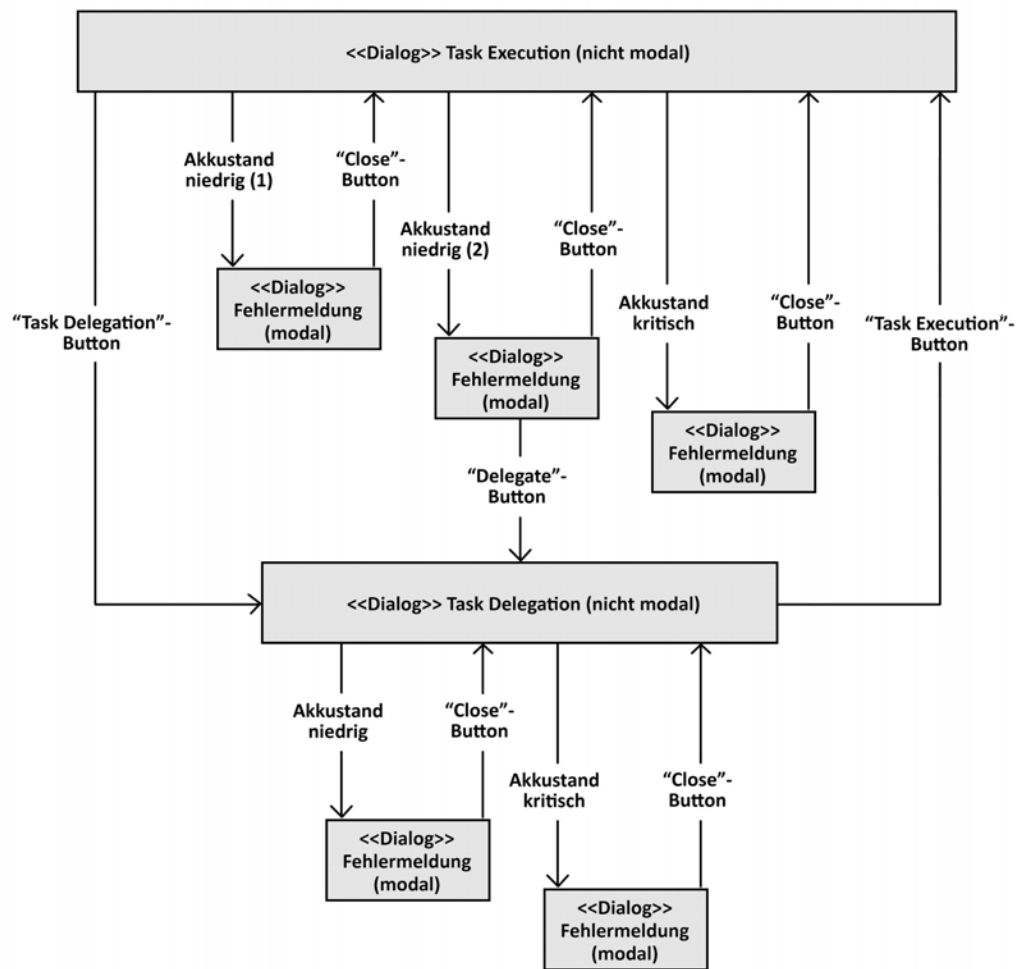 <<Dialog>> Task Execution (nicht modal)
Akkustand
niedrig (1)
“Close”-
Button
Akkustand
niedrig (2)
“Close”-
Button
<<Dialog>>
Fehlermeldung
(modal)
“Task Delegation”-
Button
Akkustand
kritisch
“Close”-
Button
“Task Execution”-
Button
<<Dialog>>
Fehlermeldung
(modal)
<<Dialog>>
Fehlermeldung
(modal)
“Delegate”-
Button
<<Dialog>> Task Delegation (nicht modal)
Akkustand
niedrig
“Close”-
Button
Akkustand
kritisch
“Close”-
Button
<<Dialog>>
Fehlermeldung
(modal)
<<Dialog>>
Fehlermeldung
(modal)